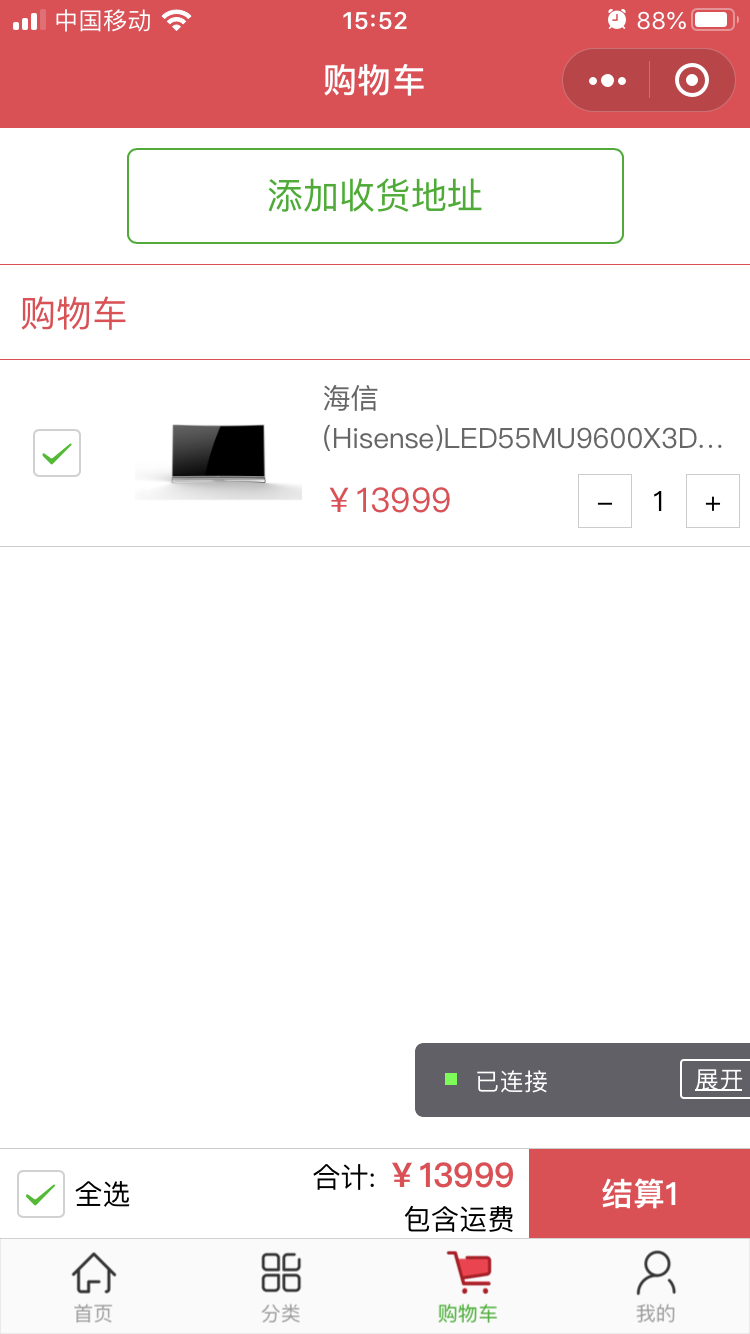 中国移动
15:52
88%
购物车
添加收货地址
购物车
海信
(Hisense)LED55MU9600X3D...
￥13999
− 1 +
已连接
展开
全选
合计: ￥13999
包含运费
结算1
首页
分类
购物车
我的